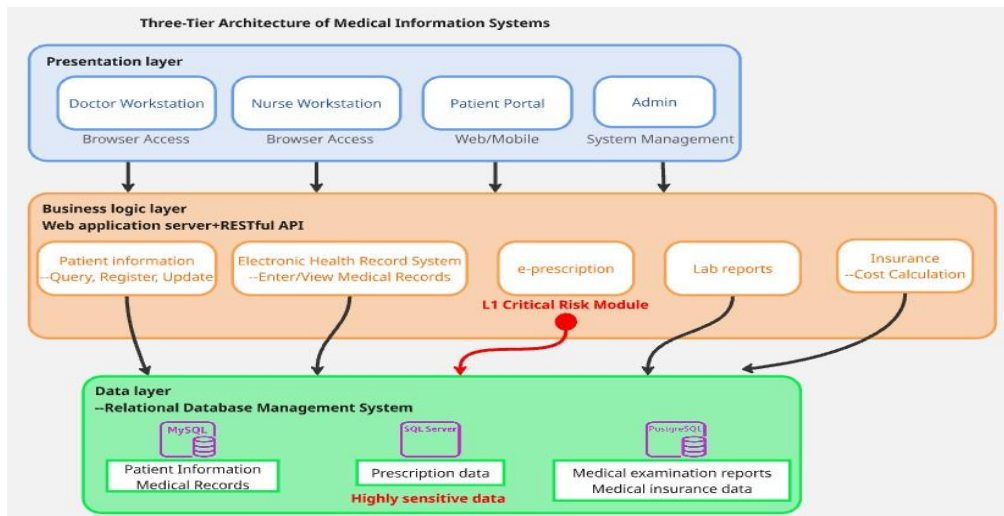 Three-Tier Architecture of Medical Information Systems
Presentation layer
Doctor Workstation
Nurse Workstation
Patient Portal
Admin
Browser Access
Browser Access
Web/Mobile
System Management
Business logic layer
Web application server+RESTful API
Patient information
--Query, Register, Update
Electronic Health Record System
--Enter/View Medical Records
e-prescription
Lab reports
Insurance
--Cost Calculation
L1 Critical Risk Module
Data layer
--Relational Database Management System
MySQL
SQL Server
PostgreSQL
Patient Information
Medical Records
Prescription data
Medical examination reports
Medical insurance data
Highly sensitive data